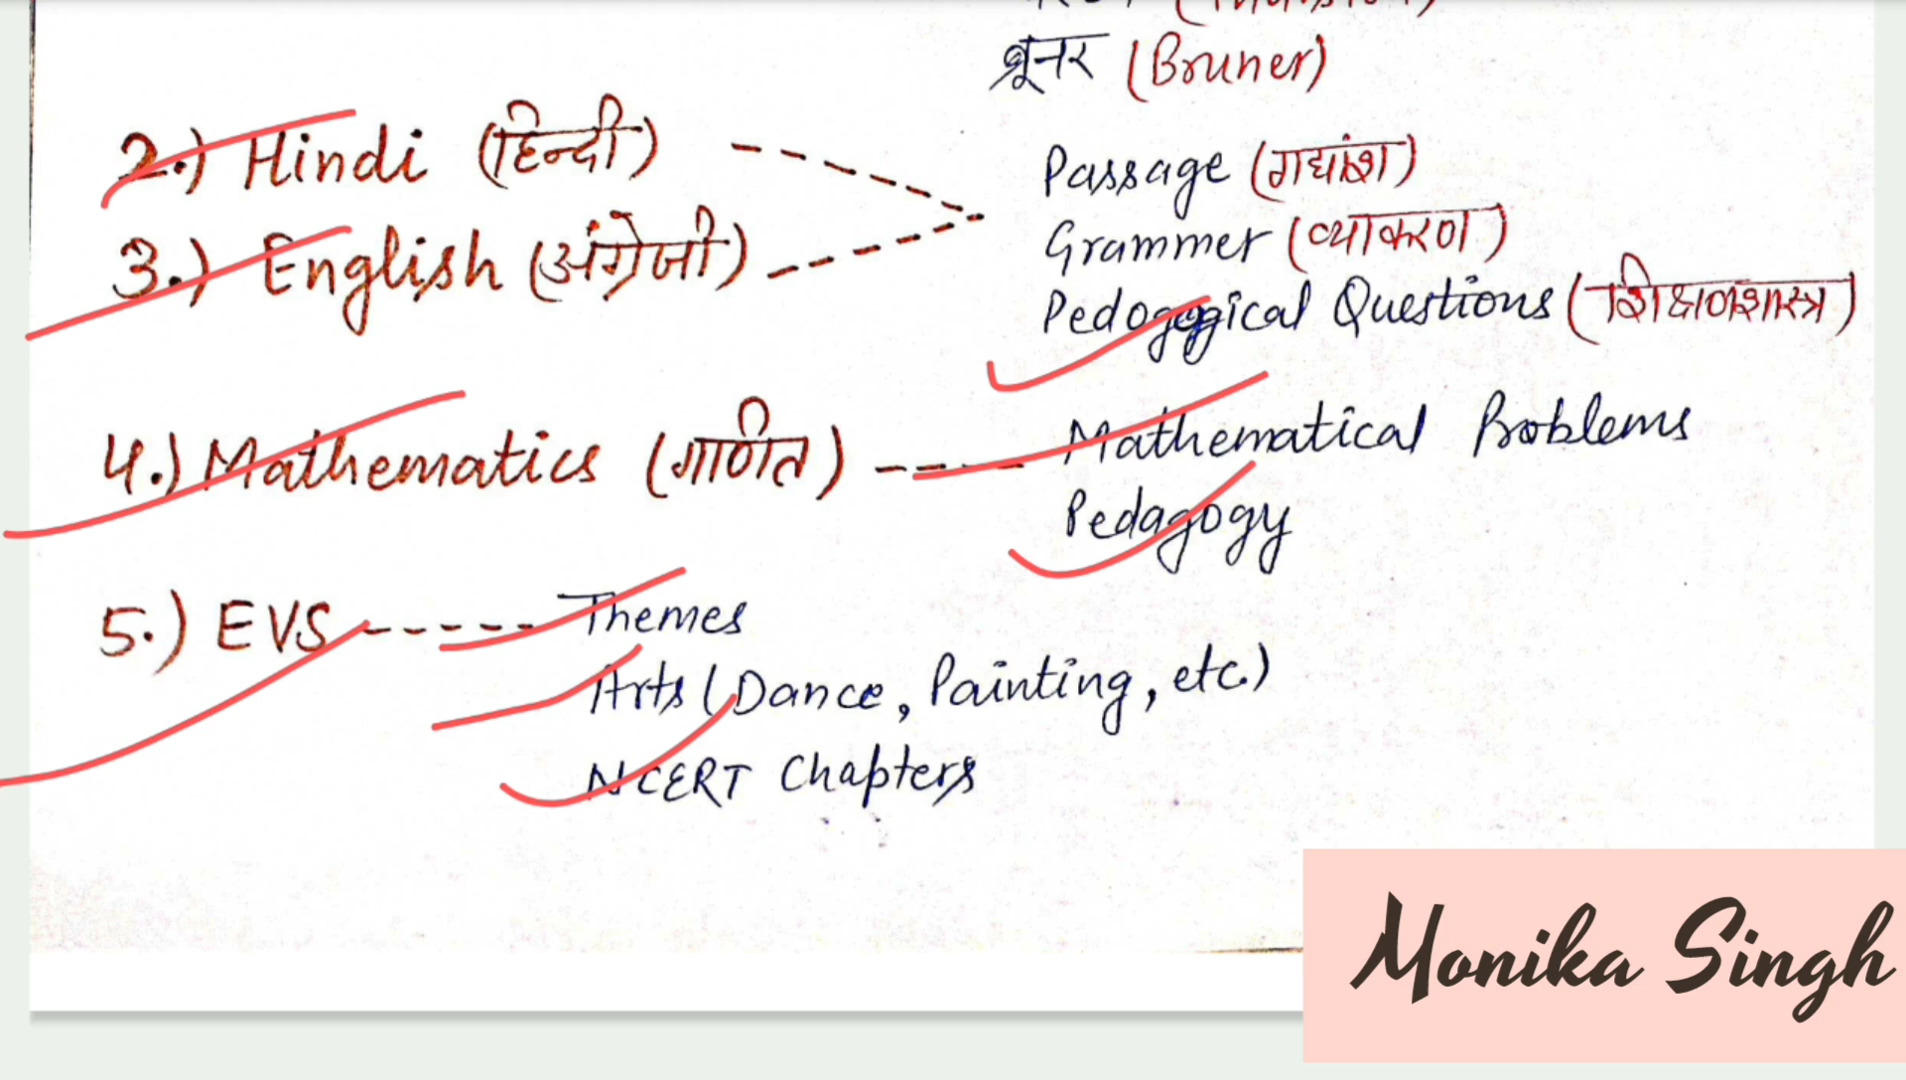 ब्रूनर (Bruner)
2.) Hindi (हिन्दी)
3.) English (अंग्रेजी)
Passage (गद्यांश)
Grammer (व्याकरण)
Pedogogical Questions (शिक्षणशास्त्र)
4.) Mathematics (गणित)
Mathematical Problems
Pedagogy
5.) EVS
Themes
Arts (Dance, Painting, etc.)
NCERT Chapters
Monika Singh